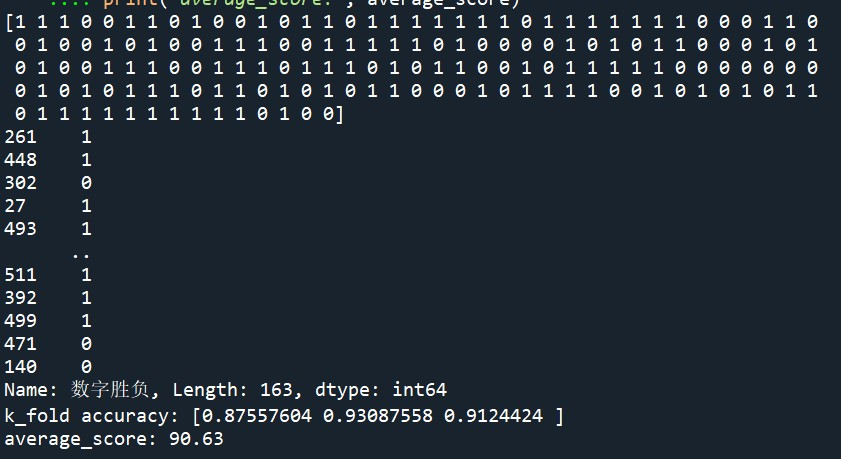 ....: print("average_score:", average_score)
[1 1 1 0 0 1 1 0 1 0 0 1 0 1 1 0 1 1 1 1 1 1 1 0 1 1 1 1 1 1 1 0 0 0 1 1 0
0 1 0 0 1 0 1 0 0 1 1 1 0 0 1 1 1 1 1 0 1 0 0 0 0 1 0 1 0 1 1 0 0 0 1 0 1
0 1 0 0 1 1 1 0 0 1 1 1 0 1 1 1 0 1 0 1 1 0 0 1 0 1 1 1 1 1 0 0 0 0 0 0 0
0 1 0 1 0 1 1 1 0 1 1 0 1 0 1 0 1 1 0 0 0 1 0 1 1 1 1 0 0 1 0 1 0 1 0 1 1
0 1 1 1 1 1 1 1 1 1 1 0 1 0 0]
261 1
448 1
302 0
27 1
493 1
..
511 1
392 1
499 1
471 0
140 0
Name: 数字胜负, Length: 163, dtype: int64
k_fold accuracy: [0.87557604 0.93087558 0.9124424 ]
average_score: 90.63